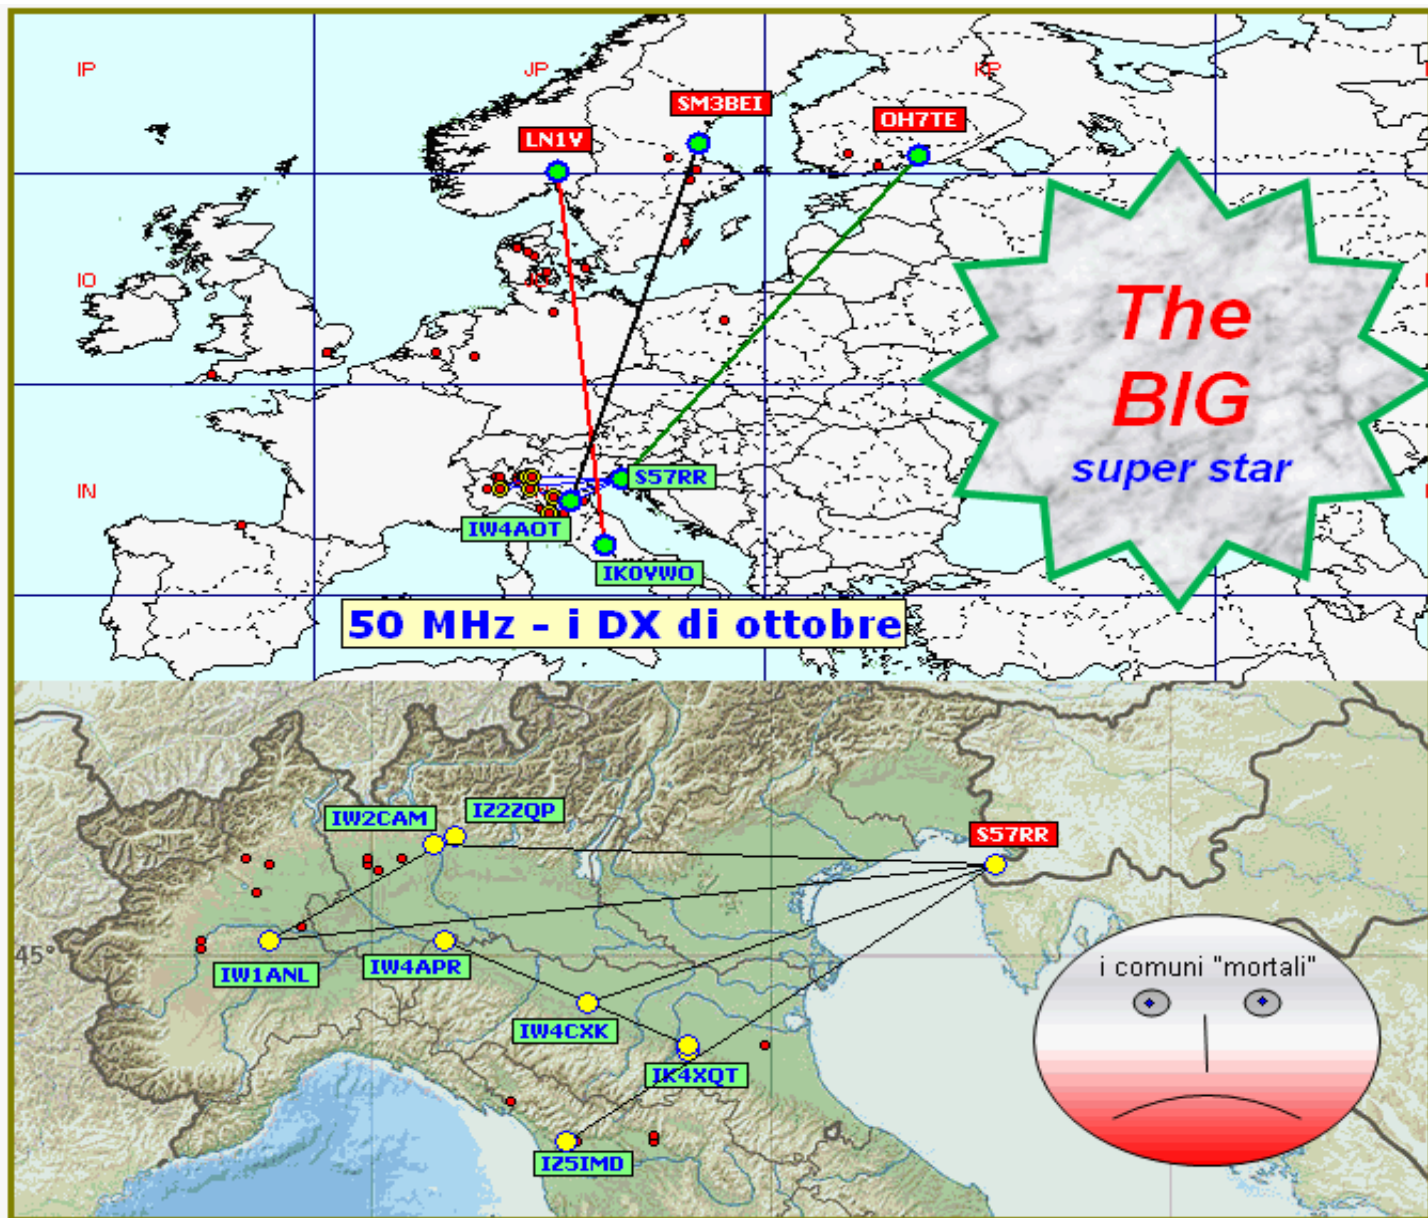 IP
JP
KP
SM3BEI
OH7TE
LN1V
IO
JO
The
BIG
super star
IN
S57RR
IW4AOT
IK0VWO
50 MHz - i DX di ottobre
IZ2ZQP
IW2CAM
S57RR
45°
IW1ANL
IW4APR
i comuni "mortali"
IW4CXK
IK4XQT
IZ5IMD